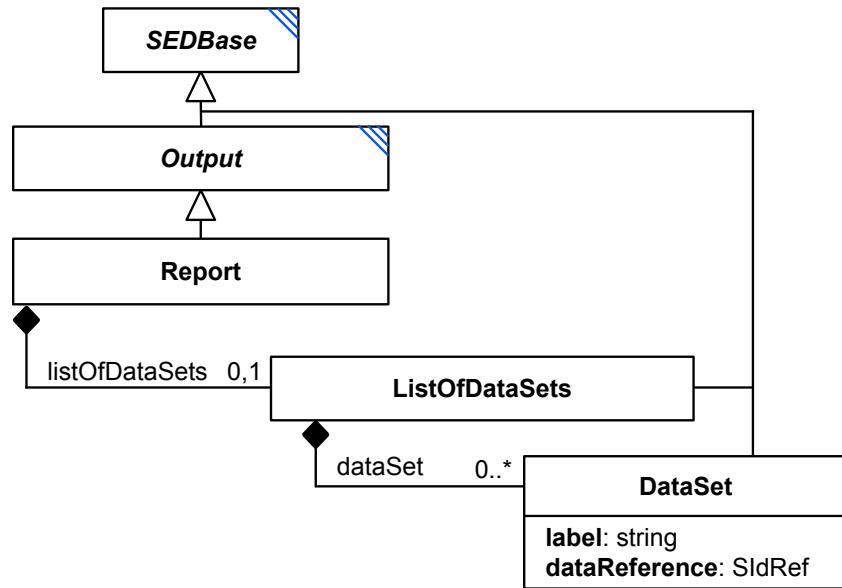 SEDBase
Output
Report
listOfDataSets 0,1
ListOfDataSets
dataSet 0..*
DataSet
label: string
dataReference: SIdRef